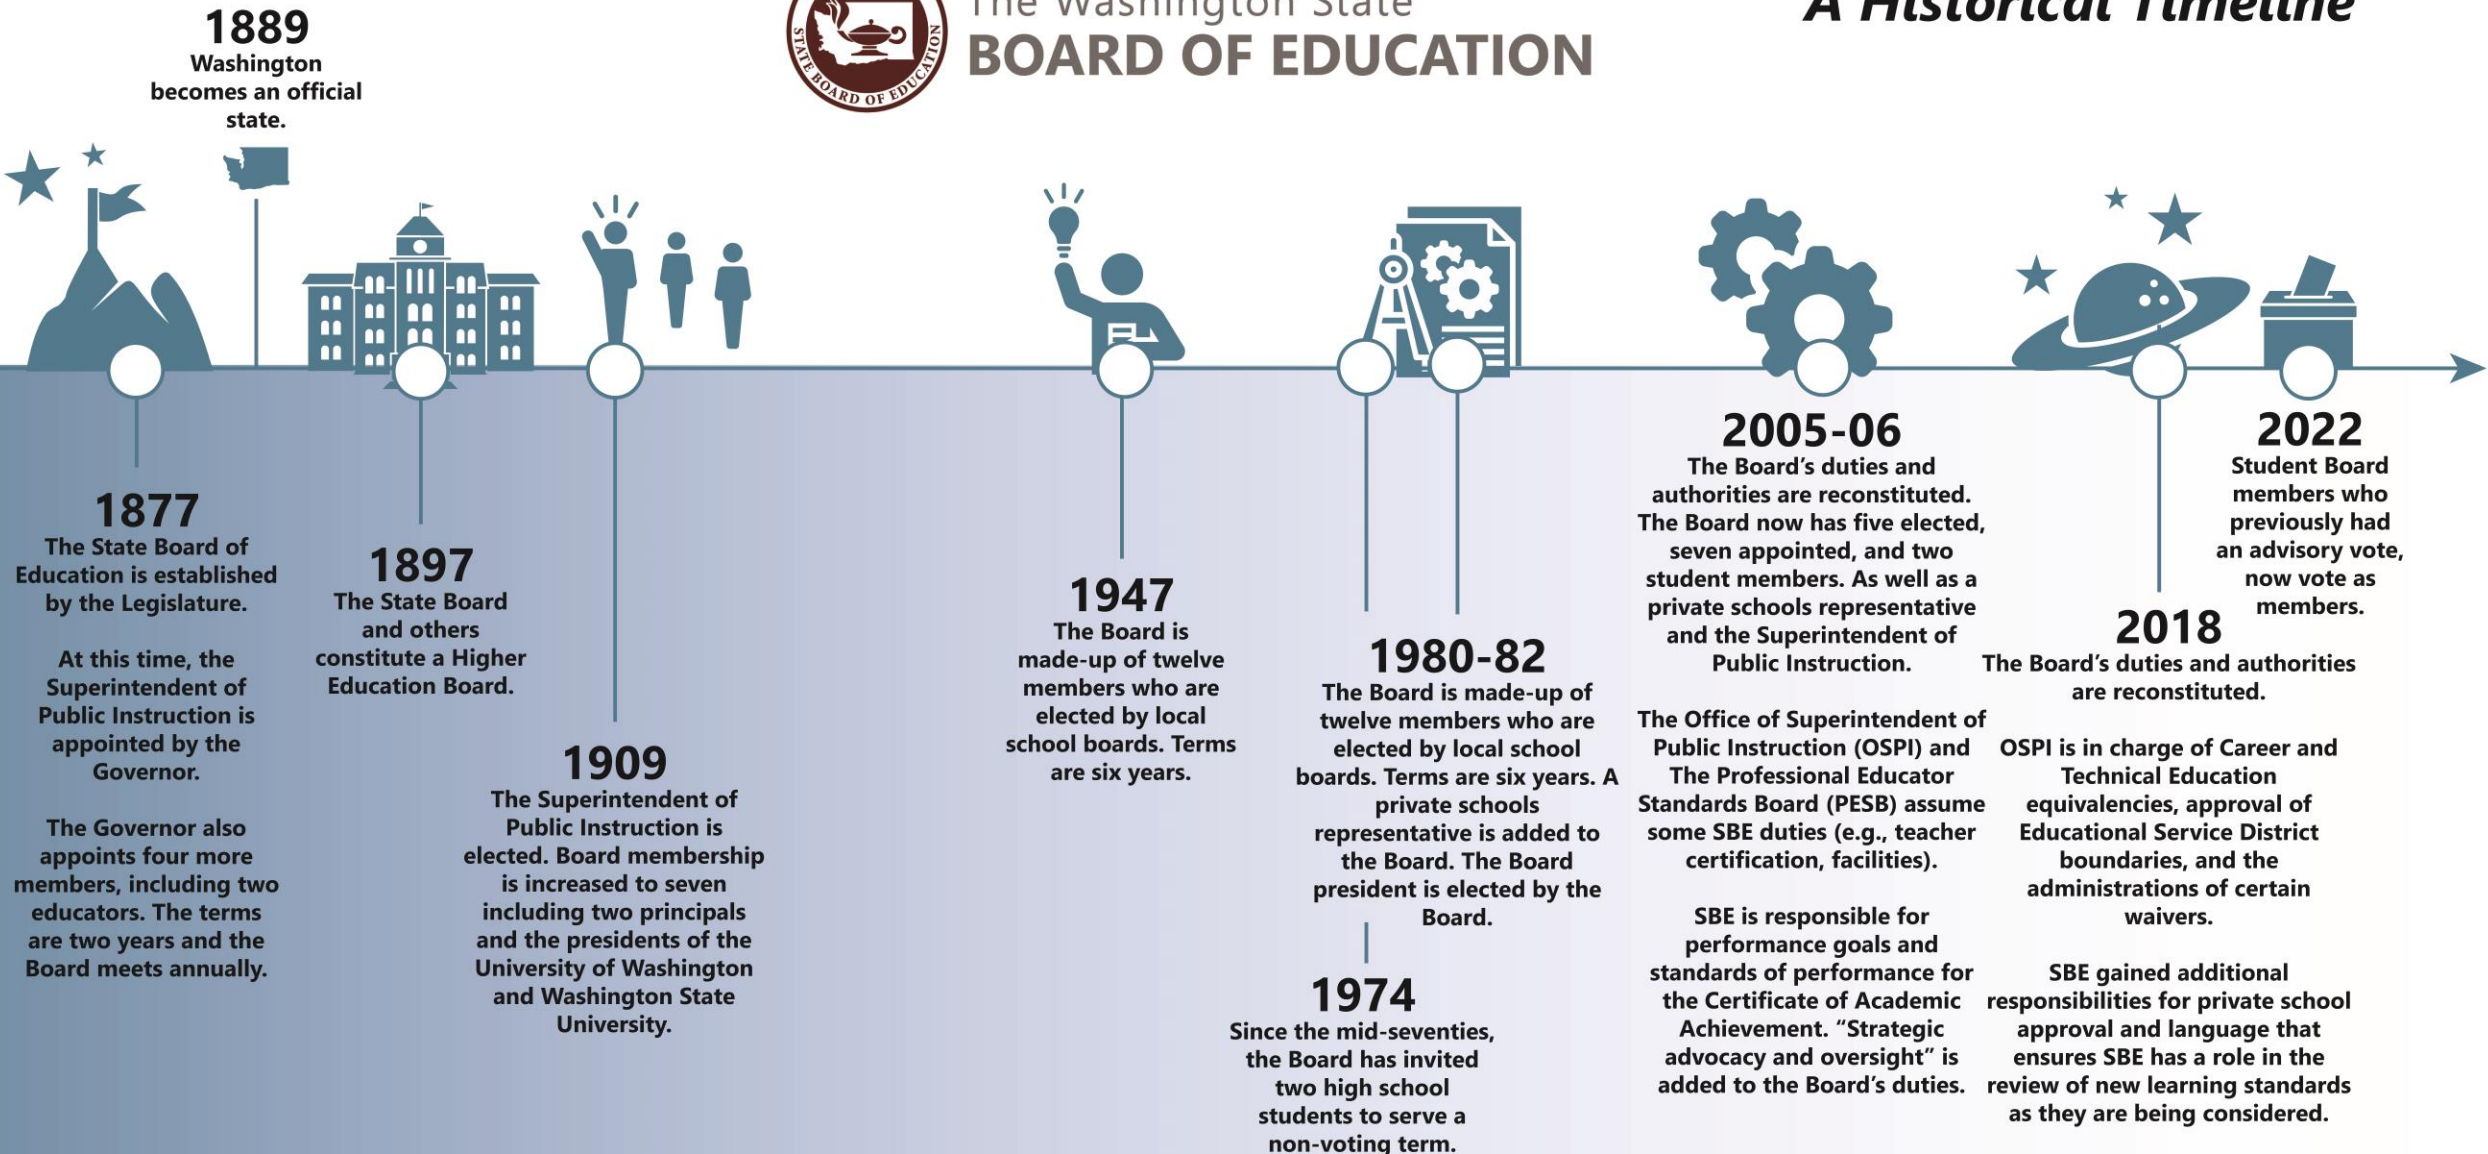 1889
Washington
becomes an official
state.
STATE BOARD OF EDUCATION
The Washington State
BOARD OF EDUCATION
A Historical Timeline
1877
The State Board of
Education is established
by the Legislature.
At this time, the
Superintendent of
Public Instruction is
appointed by the
Governor.
The Governor also
appoints four more
members, including two
educators. The terms
are two years and the
Board meets annually.
1897
The State Board
and others
constitute a Higher
Education Board.
1909
The Superintendent of
Public Instruction is
elected. Board membership
is increased to seven
including two principals
and the presidents of the
University of Washington
and Washington State
University.
1947
The Board is
made-up of twelve
members who are
elected by local
school boards. Terms
are six years.
1980-82
The Board is made-up of
twelve members who are
elected by local school
boards. Terms are six years. A
private schools
representative is added to
the Board. The Board
president is elected by the
Board.
1974
Since the mid-seventies,
the Board has invited
two high school
students to serve a
non-voting term.
2005-06
The Board’s duties and
authorities are reconstituted.
The Board now has five elected,
seven appointed, and two
student members. As well as a
private schools representative
and the Superintendent of
Public Instruction.
The Office of Superintendent of
Public Instruction (OSPI) and
The Professional Educator
Standards Board (PESB) assume
some SBE duties (e.g., teacher
certification, facilities).
SBE is responsible for
performance goals and
standards of performance for
the Certificate of Academic
Achievement. “Strategic
advocacy and oversight” is
added to the Board’s duties.
2018
The Board’s duties and authorities
are reconstituted.
OSPI is in charge of Career and
Technical Education
equivalencies, approval of
Educational Service District
boundaries, and the
administrations of certain
waivers.
SBE gained additional
responsibilities for private school
approval and language that
ensures SBE has a role in the
review of new learning standards
as they are being considered.
2022
Student Board
members who
previously had
an advisory vote,
now vote as
members.